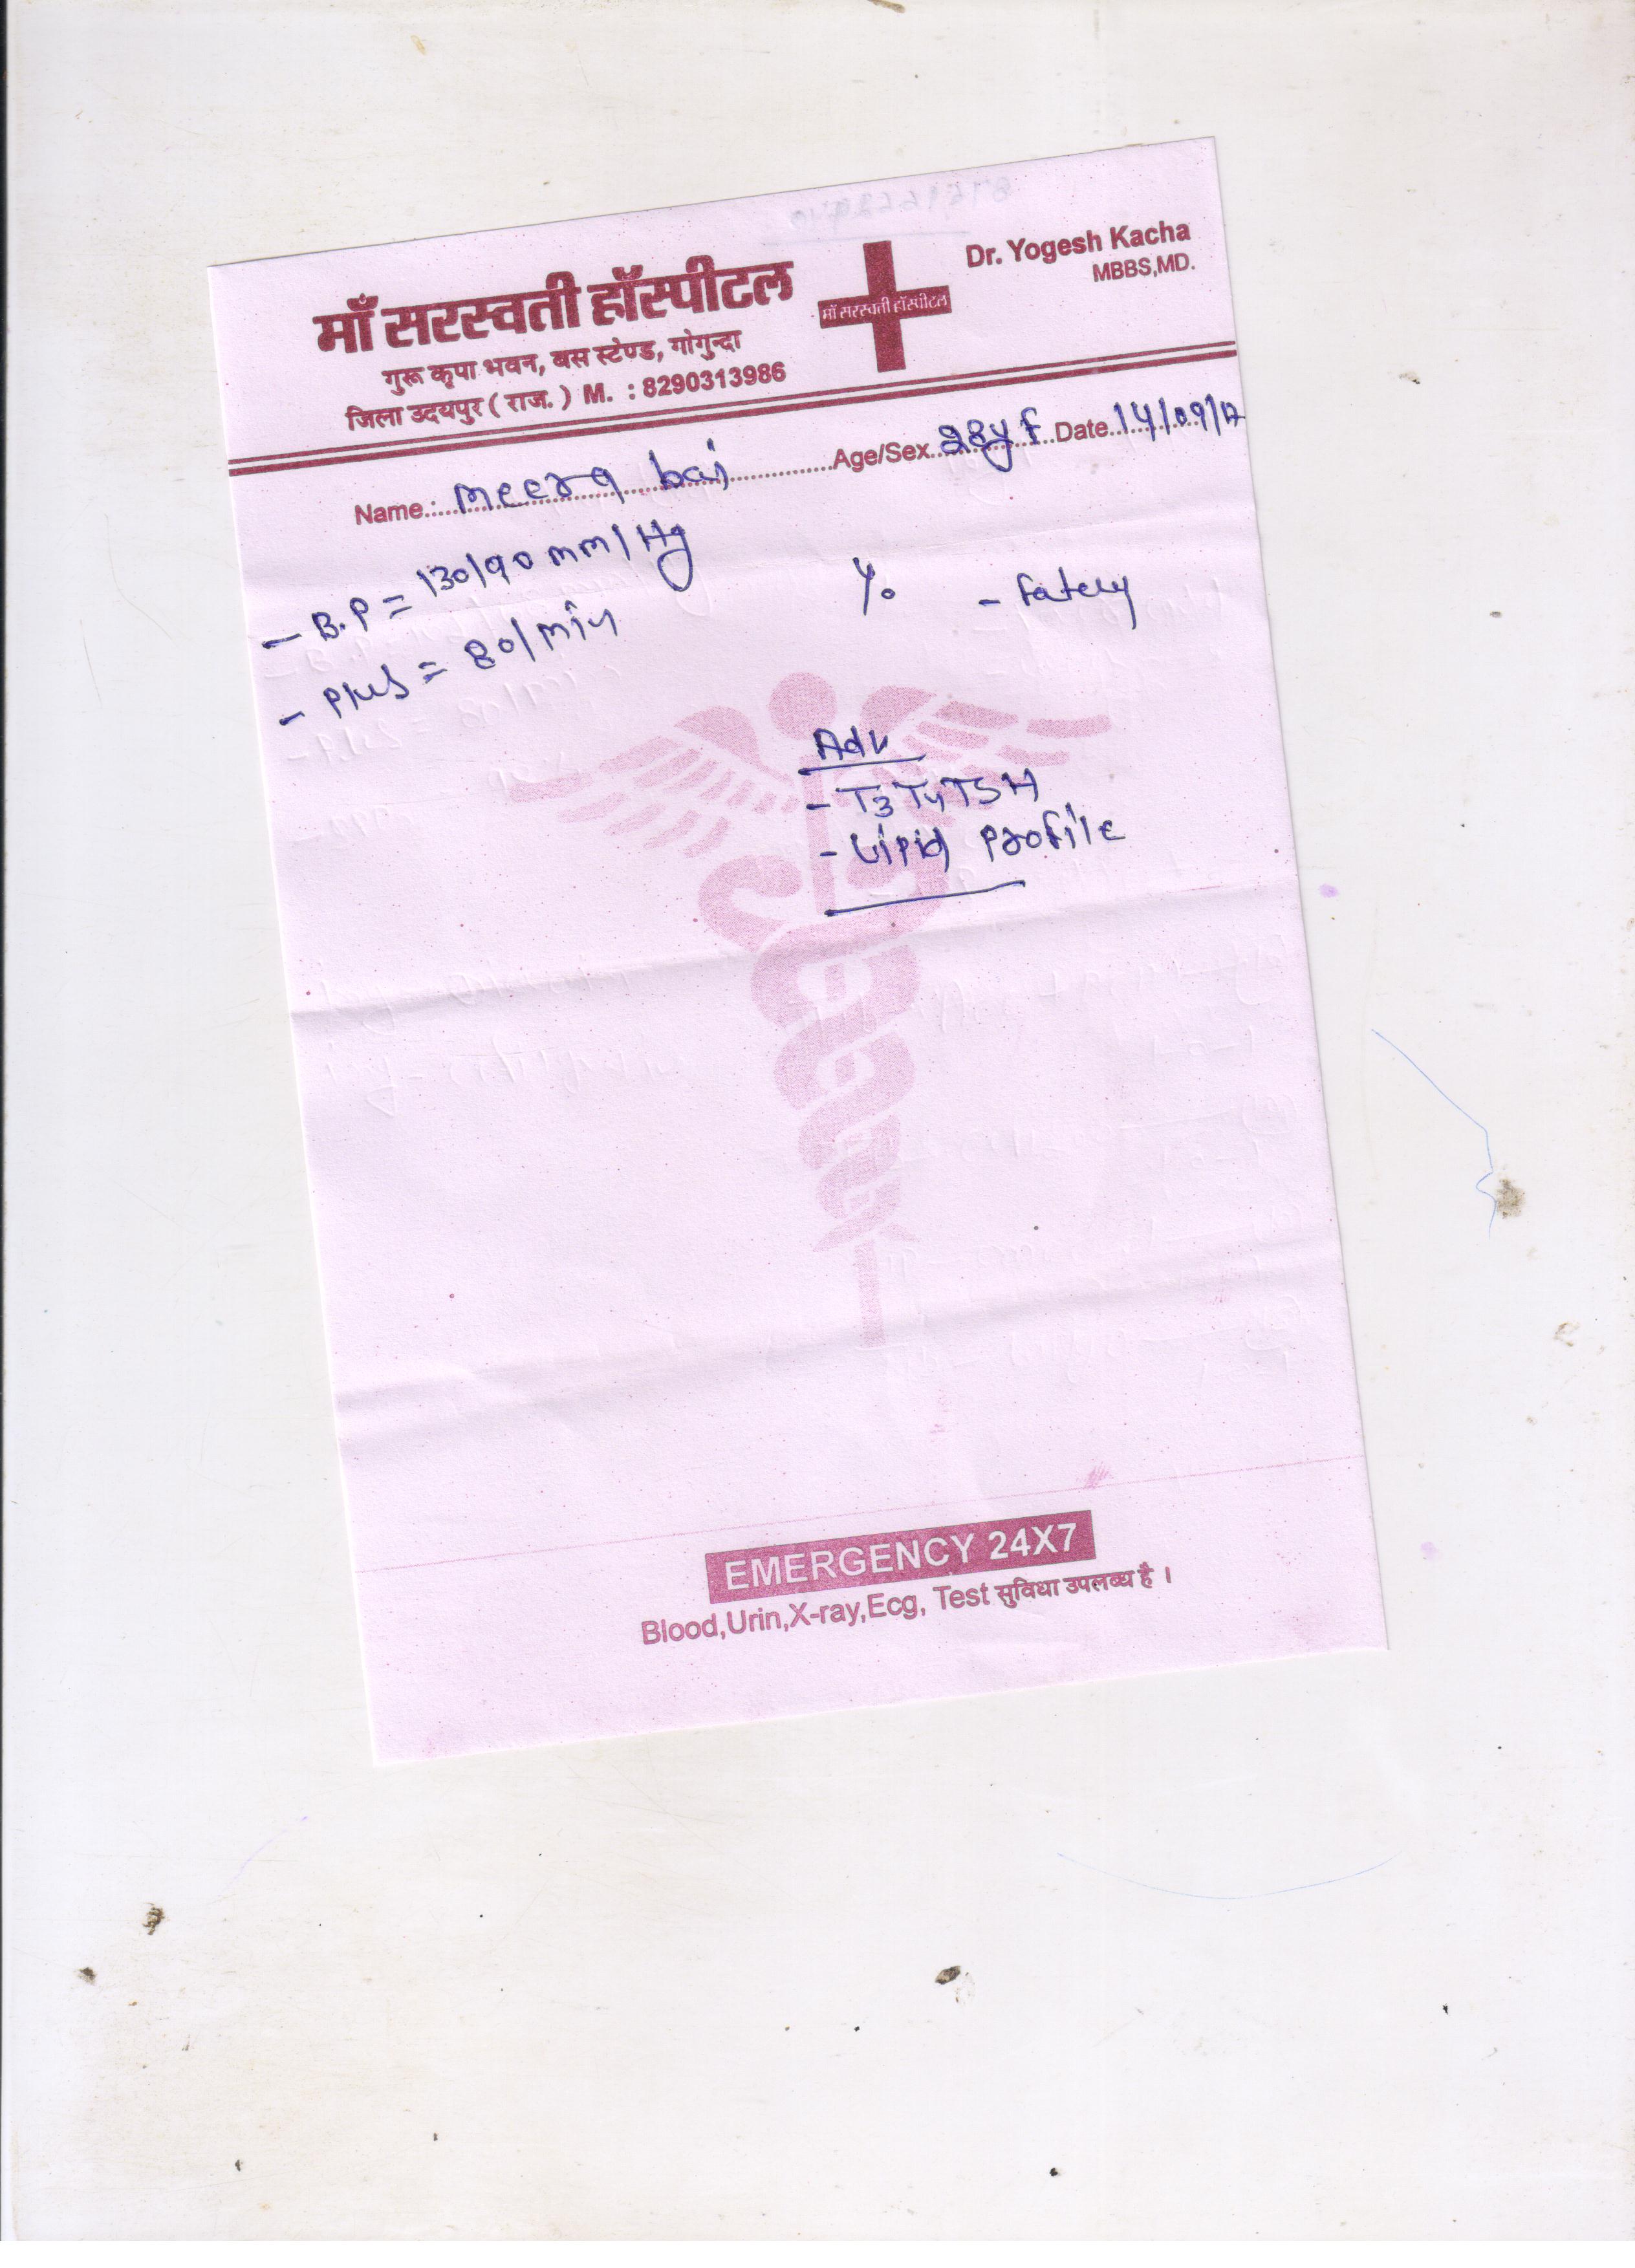 माँ सरस्वती हॉस्पीटल
गुरू कृपा भवन, बस स्टेण्ड, गोगुन्दा
जिला उदयपुर ( राज. ) M. : 8290313986
माँ सरस्वती हॉस्पीटल
Dr. Yogesh Kacha
MBBS,MD.
Name: meera bai Age/Sex 28y f Date 14/09/17
- B.P = 130/90 mm/Hg
- Plus = 80/min
- fatey
Adv
- T3 T4 TSH
- Lipid Profile
EMERGENCY 24X7
Blood,Urin,X-ray,Ecg, Test सुविधा उपलब्ध है ।